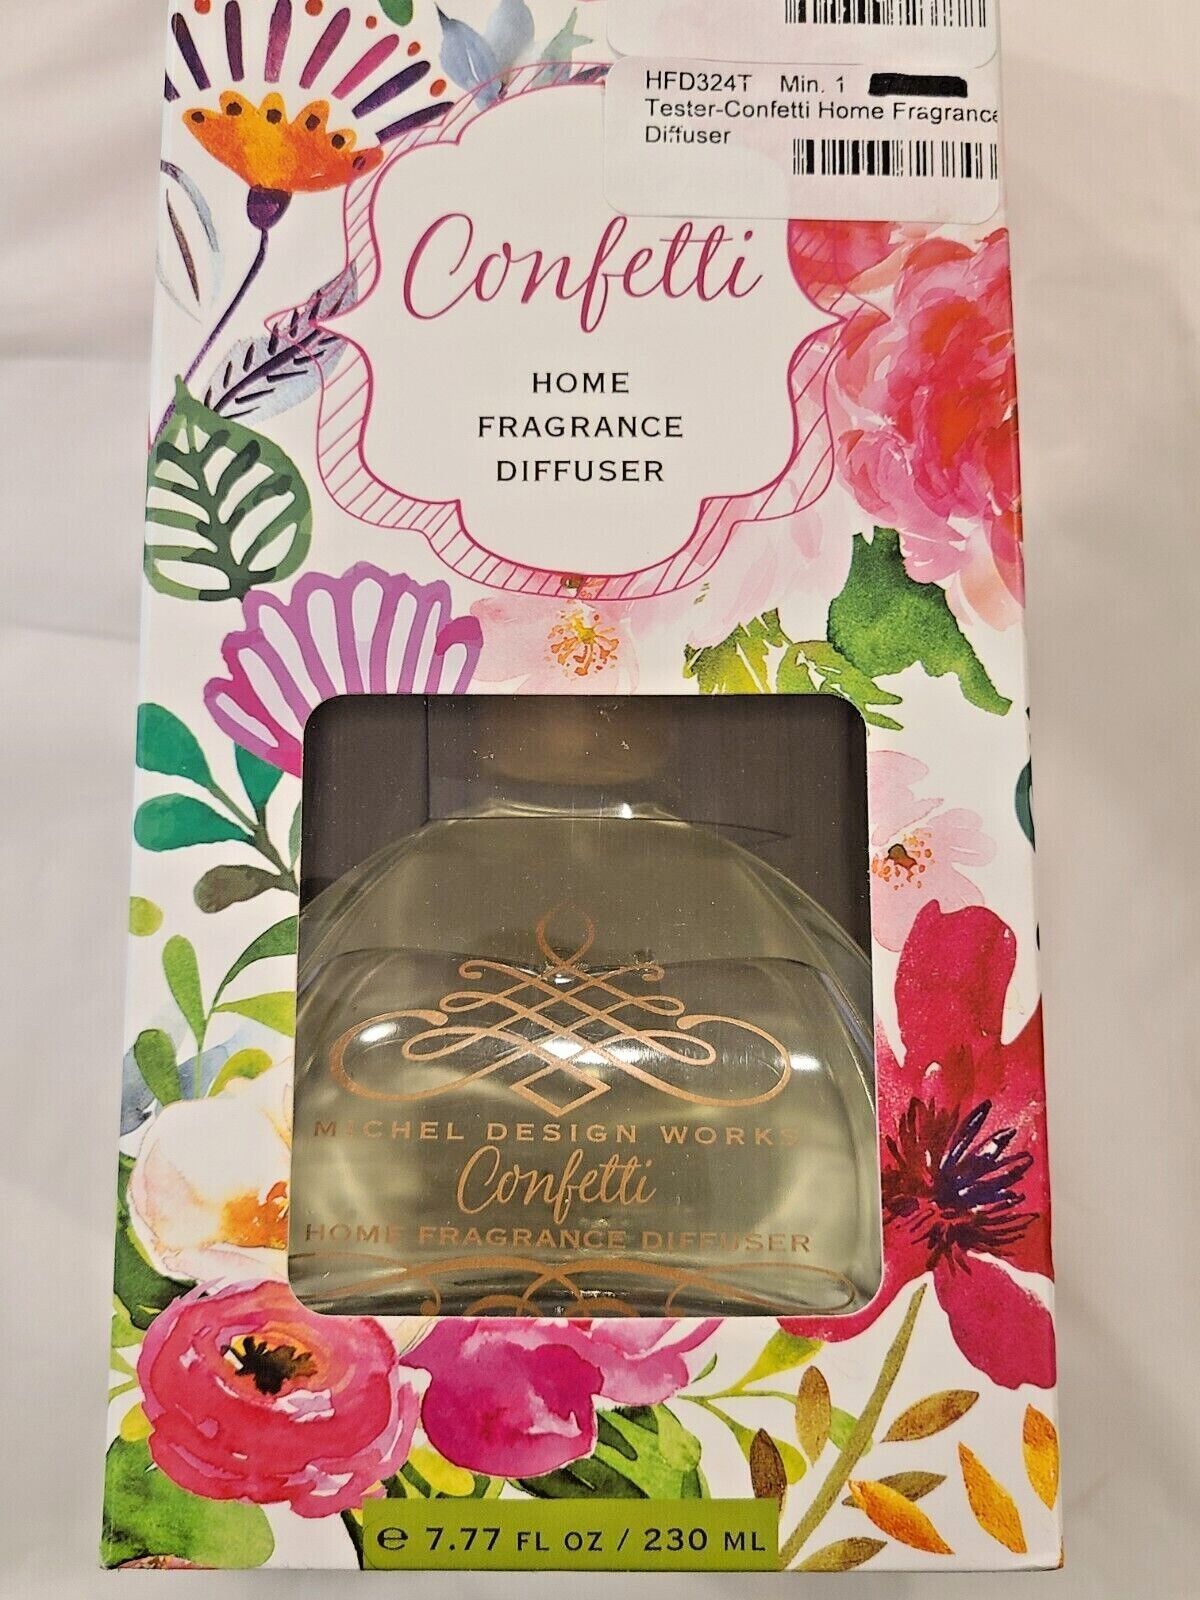 HFD324T Min. 1
Tester-Confetti Home Fragrance
Diffuser
Confetti
HOME
FRAGRANCE
DIFFUSER
MICHEL DESIGN WORKS
Confetti
HOME FRAGRANCE DIFFUSER
e 7.77 FL OZ / 230 ML